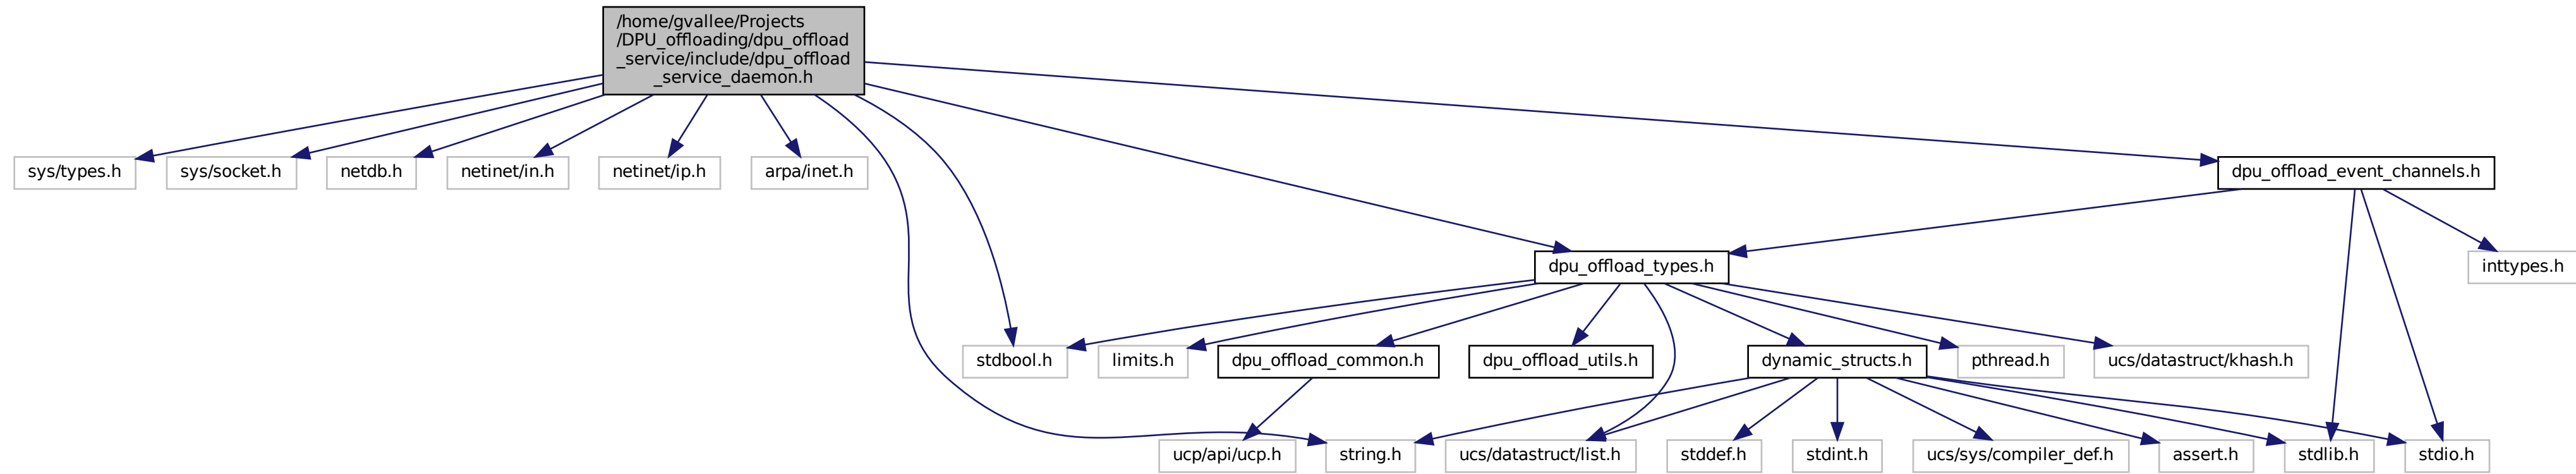 /home/gvallee/Projects
/DPU_offloading/dpu_offload
_service/include/dpu_offload
_service_daemon.h
sys/types.h
sys/socket.h
netdb.h
netinet/in.h
netinet/ip.h
arpa/inet.h
dpu_offload_event_channels.h
dpu_offload_types.h
inttypes.h
stdbool.h
limits.h
dpu_offload_common.h
dpu_offload_utils.h
dynamic_structs.h
pthread.h
ucs/datastruct/khash.h
ucp/api/ucp.h
string.h
ucs/datastruct/list.h
stddef.h
stdint.h
ucs/sys/compiler_def.h
assert.h
stdlib.h
stdio.h